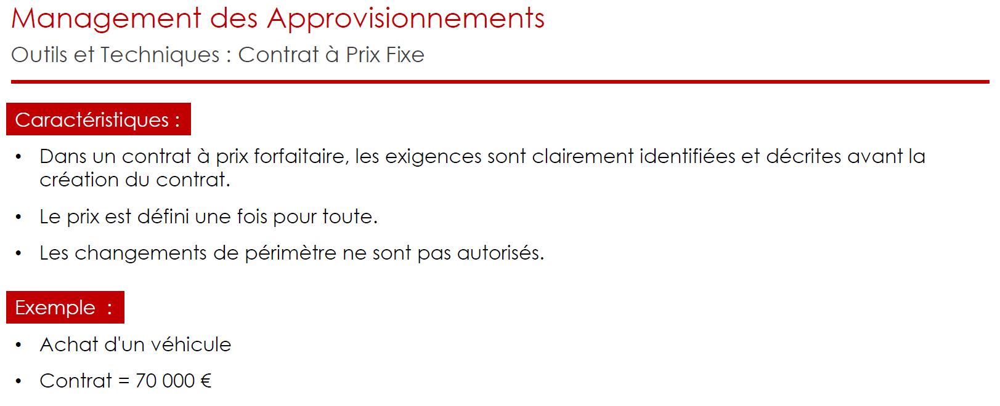 Management des Approvisionnements
Outils et Techniques : Contrat à Prix Fixe
Caractéristiques :
• Dans un contrat à prix forfaitaire, les exigences sont clairement identifiées et décrites avant la
création du contrat.
• Le prix est défini une fois pour toute.
• Les changements de périmètre ne sont pas autorisés.
Exemple :
• Achat d'un véhicule
• Contrat = 70 000 €